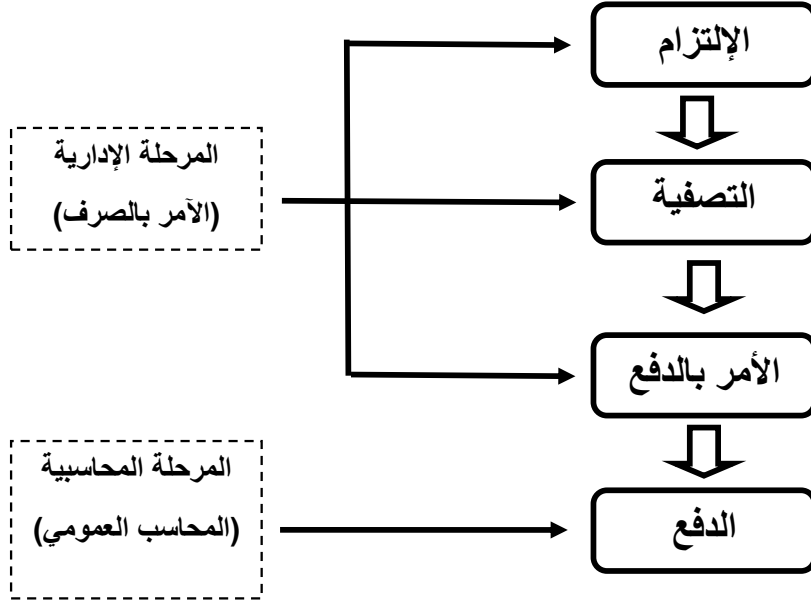 الإلتزام
المرحلة الإدارية
(الآمر بالصرف)
التصفية
الأمر بالدفع
المرحلة المحاسبية
(المحاسب العمومي)
الدفع